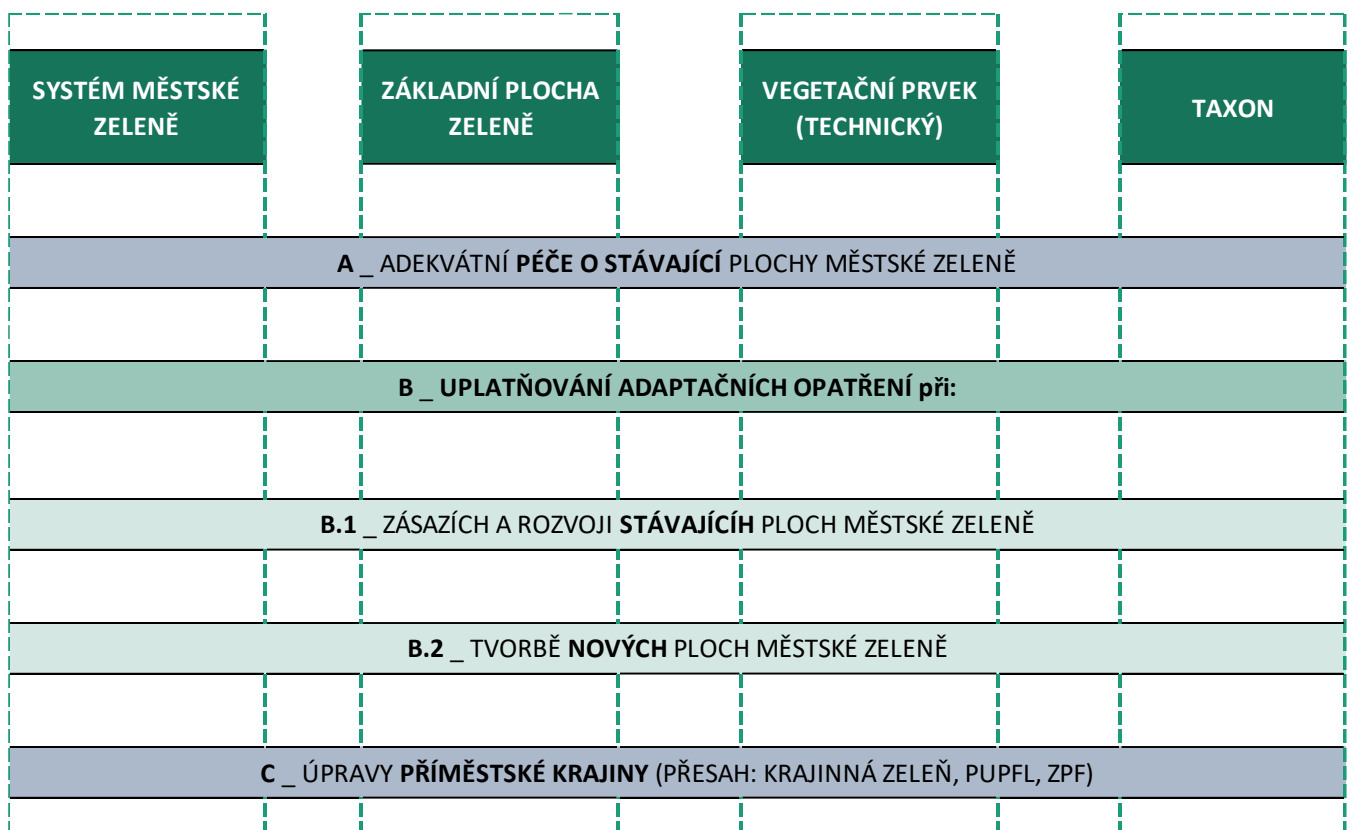 SYSTÉM MĚSTSKÉ
ZELENĚ
ZÁKLADNÍ PLOCHA
ZELENĚ
VEGETAČNÍ PRVEK
(TECHNICKÝ)
TAXON
A _ ADEKVÁTNÍ PÉČE O STÁVAJÍCÍ PLOCHY MĚSTSKÉ ZELENĚ
B _ UPLATŇOVÁNÍ ADAPTAČNÍCH OPATŘENÍ při:
B.1 _ ZÁSAZÍCH A ROZVOJI STÁVAJÍCÍH PLOCH MĚSTSKÉ ZELENĚ
B.2 _ TVORBĚ NOVÝCH PLOCH MĚSTSKÉ ZELENĚ
C _ ÚPRAVY PŘÍMĚSTSKÉ KRAJINY (PŘESAH: KRAJINNÁ ZELEŇ, PUPFL, ZPF)